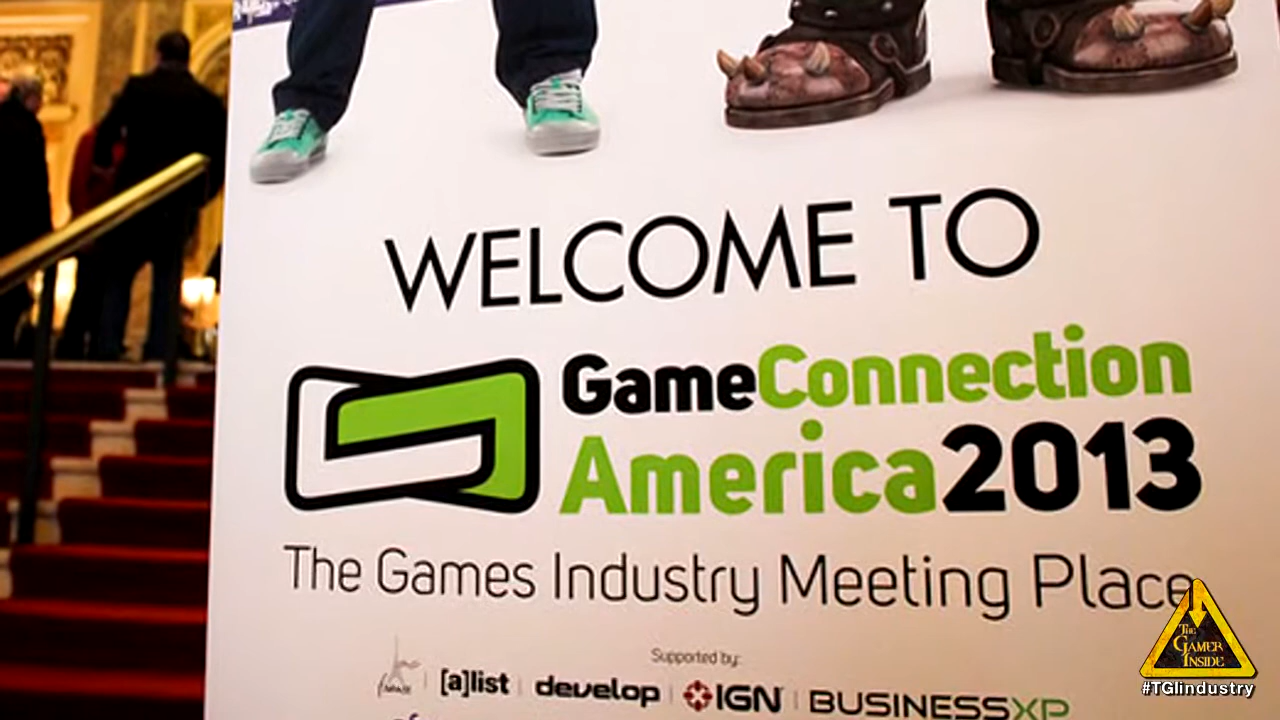 WELCOME TO
GameConnection
America2013
The Games Industry Meeting Place
Supported by:
[a]list
develop
IGN
BUSINESSXP
The
Gamer
Inside
#TGIindustry